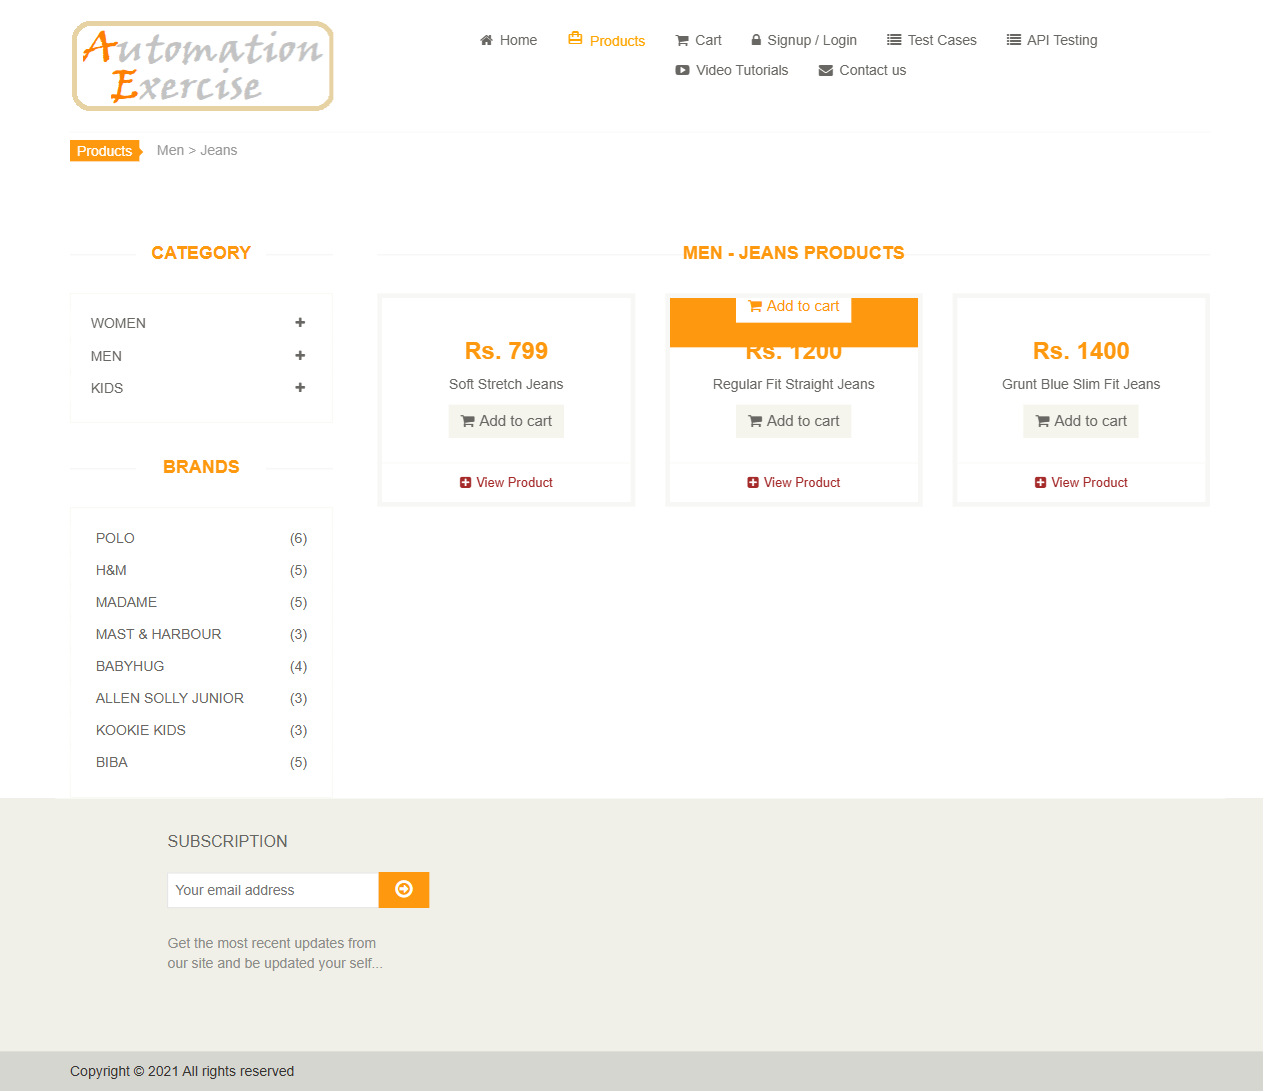 Automation
Exercise
Home
Products
Cart
Signup / Login
Test Cases
API Testing
Video Tutorials
Contact us
Products
Men > Jeans
CATEGORY
WOMEN
MEN
KIDS
BRANDS
POLO (6)
H&M (5)
MADAME (5)
MAST & HARBOUR (3)
BABYHUG (4)
ALLEN SOLLY JUNIOR (3)
KOOKIE KIDS (3)
BIBA (5)
MEN - JEANS PRODUCTS
Rs. 799
Soft Stretch Jeans
Add to cart
View Product
Add to cart
Rs. 1200
Regular Fit Straight Jeans
Add to cart
View Product
Rs. 1400
Grunt Blue Slim Fit Jeans
Add to cart
View Product
SUBSCRIPTION
Your email address
Get the most recent updates from
our site and be updated your self...
Copyright © 2021 All rights reserved